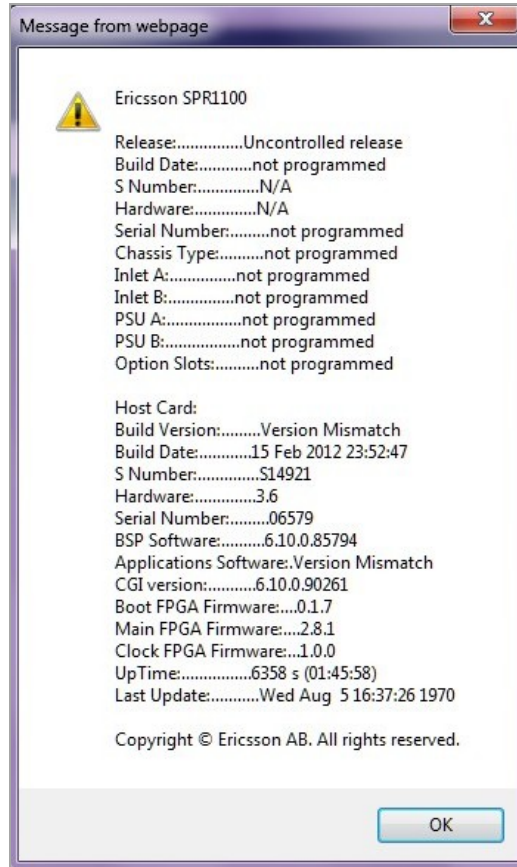 Message from webpage
Ericsson SPR1100
Release:...............Uncontrolled release
Build Date:............not programmed
S Number:..............N/A
Hardware:..............N/A
Serial Number:.........not programmed
Chassis Type:..........not programmed
Inlet A:...............not programmed
Inlet B:...............not programmed
PSU A:.................not programmed
PSU B:.................not programmed
Option Slots:..........not programmed
Host Card:
Build Version:.........Version Mismatch
Build Date:............15 Feb 2012 23:52:47
S Number:..............S14921
Hardware:..............3.6
Serial Number:.........06579
BSP Software:..........6.10.0.85794
Applications Software:.Version Mismatch
CGI version:...........6.10.0.90261
Boot FPGA Firmware:....0.1.7
Main FPGA Firmware:....2.8.1
Clock FPGA Firmware:...1.0.0
UpTime:................6358 s (01:45:58)
Last Update:...........Wed Aug  5 16:37:26 1970
Copyright © Ericsson AB. All rights reserved.
OK